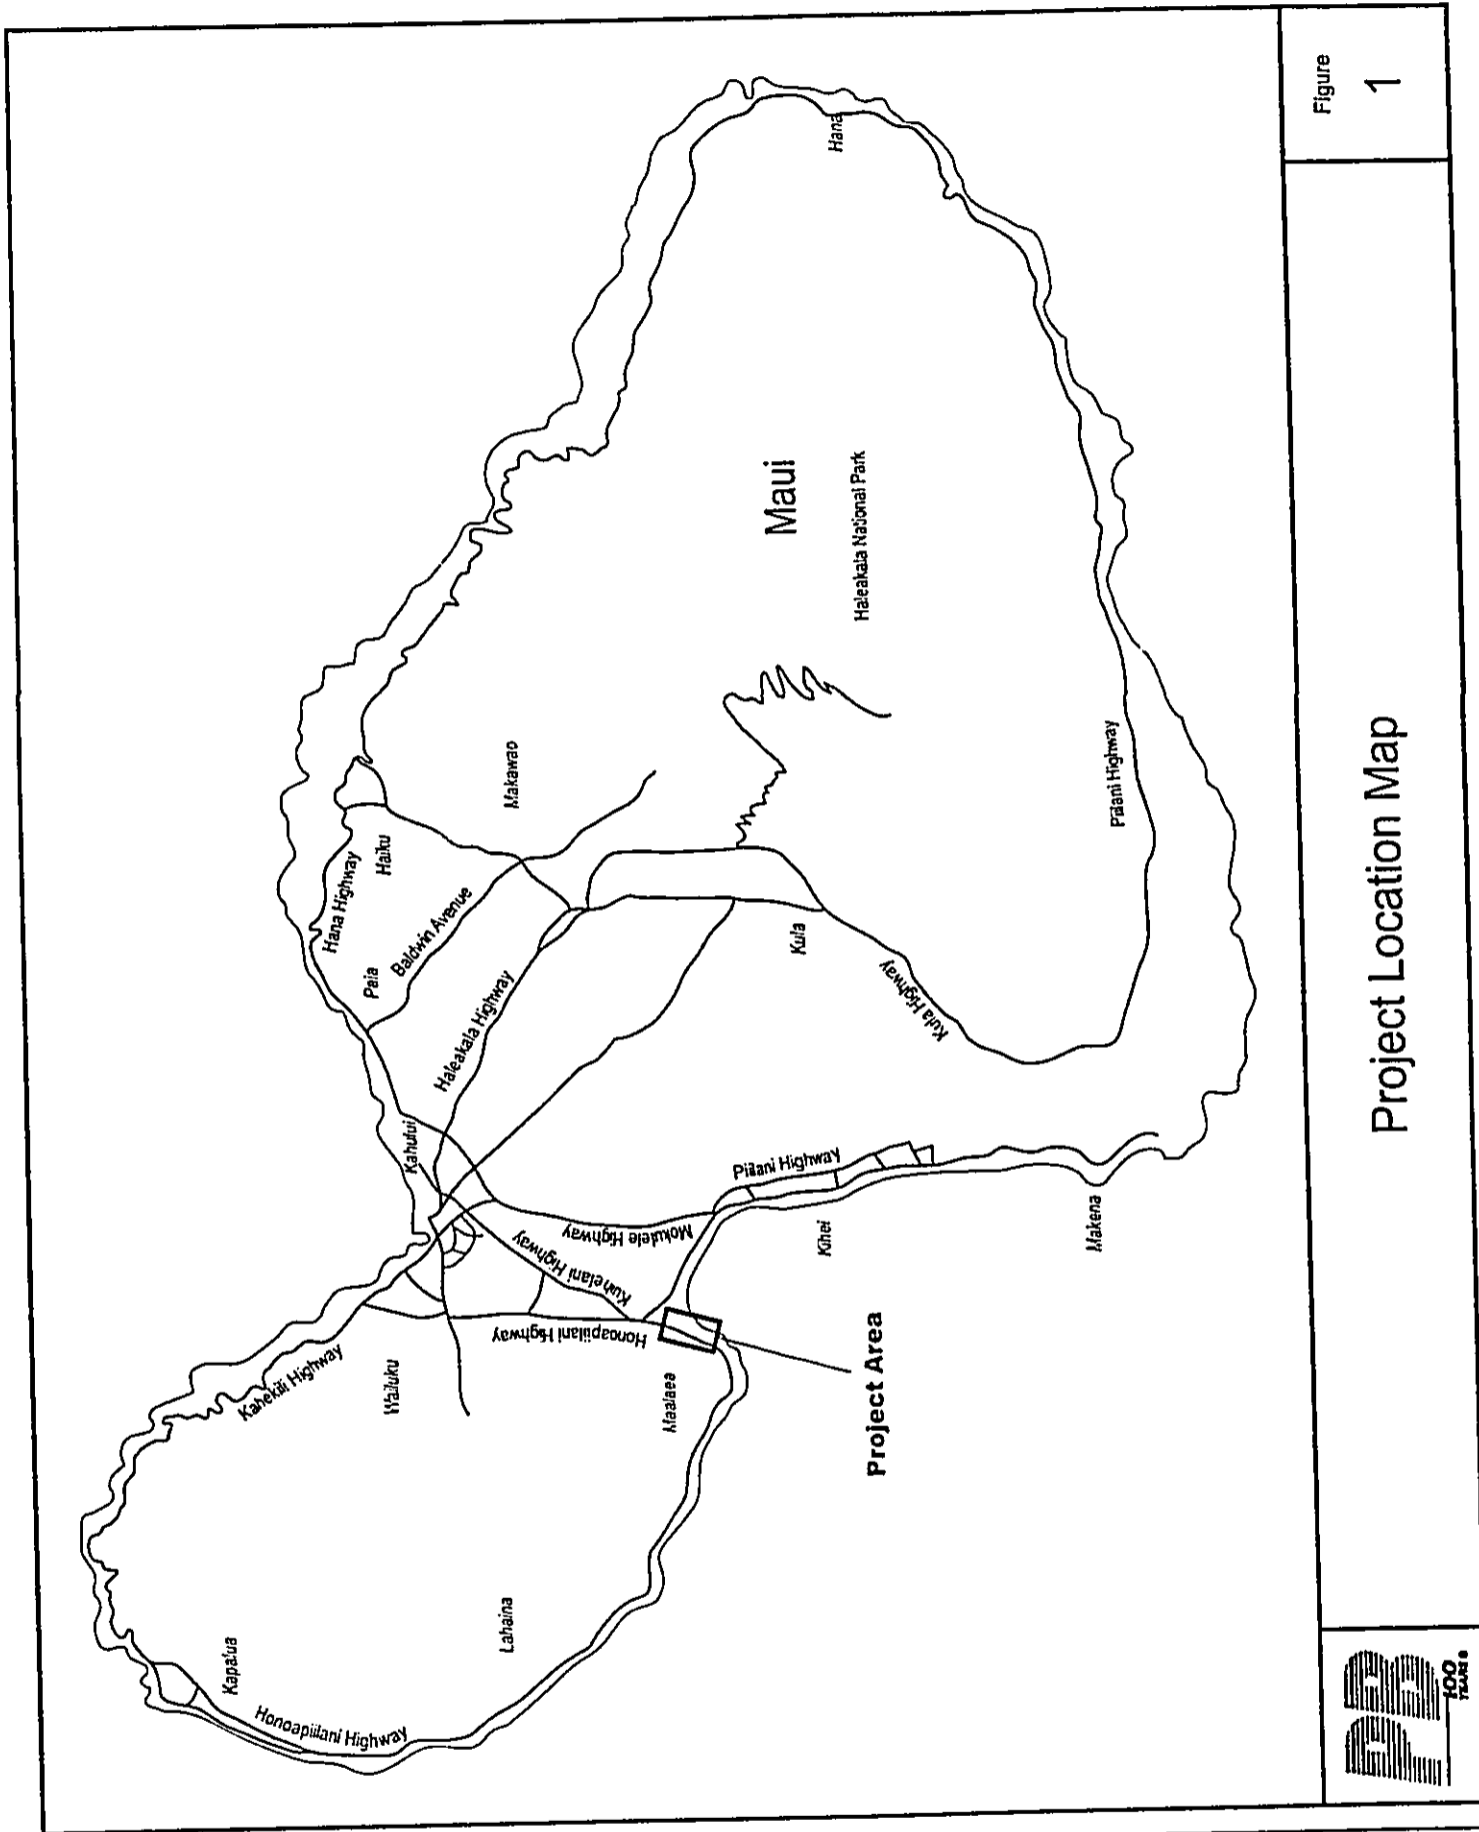 Kapalua
Honoapiilani Highway
Lahaina
Kahekili Highway
Wailuku
Maalaea
Project Area
Honoapiilani Highway
Kuihelani Highway
Mokulele Highway
Kahului
Piilani Highway
Kihei
Makena
Hana Highway
Haiku
Paia
Baldwin Avenue
Haleakala Highway
Makawao
Kula
Kula Highway
Piilani Highway
Maui
Haleakala National Park
Hana
PB
100
YEARS
Project Location Map
Figure
1